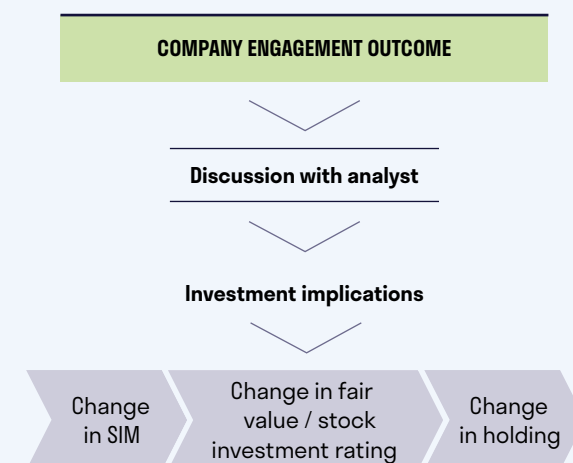 COMPANY ENGAGEMENT OUTCOME
Discussion with analyst
Investment implications
Change
in SIM
Change in fair
value / stock
investment rating
Change
in holding